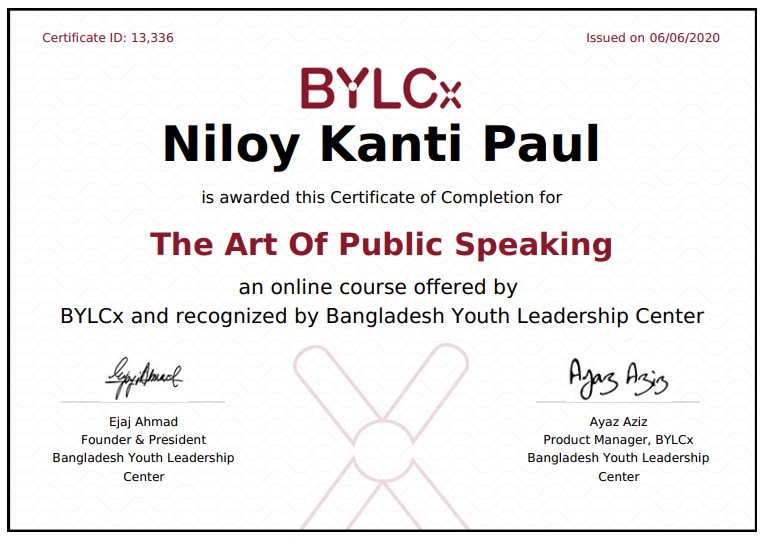 Certificate ID: 13,336
Issued on 06/06/2020
BYLCx
Niloy Kanti Paul
is awarded this Certificate of Completion for
The Art Of Public Speaking
an online course offered by
BYLCx and recognized by Bangladesh Youth Leadership Center
Ejaj Ahmad
Ejaj Ahmad
Founder & President
Bangladesh Youth Leadership
Center
Ayaz Aziz
Ayaz Aziz
Product Manager, BYLCx
Bangladesh Youth Leadership
Center